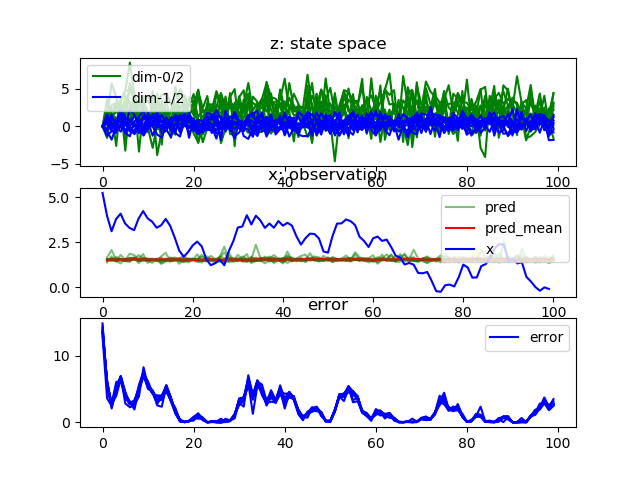 z: state space
5
0
−5
dim-0/2
dim-1/2
0 20 40 60 80 100
x: observation
5.0
2.5
0.0
pred
pred_mean
x
0 20 40 60 80 100
error
10
0
error
0 20 40 60 80 100